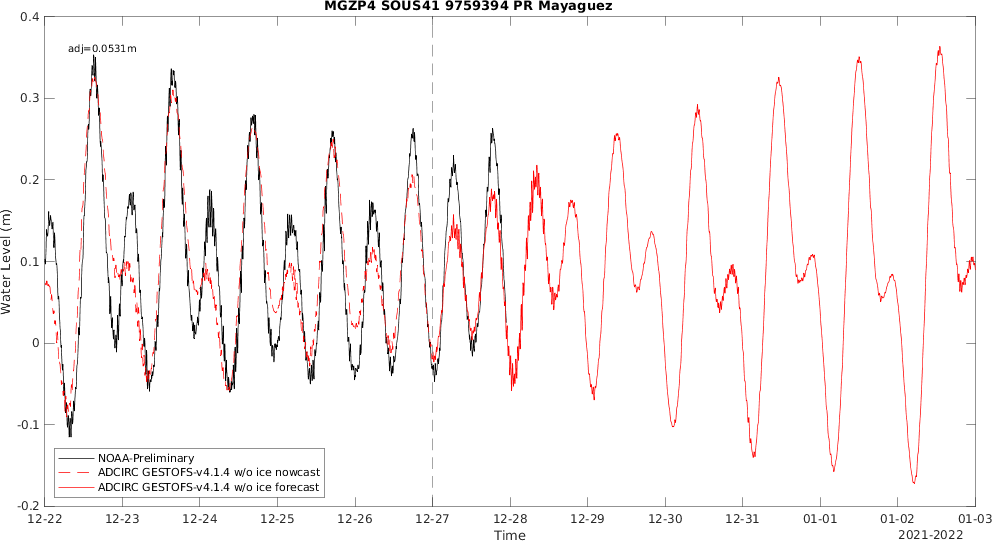 MGZP4 SOUS41 9759394 PR Mayaguez
adj=0.0531m
0.4
0.3
0.2
0.1
0
-0.1
-0.2
Water Level (m)
NOAA-Preliminary
ADCIRC GESTOFS-v4.1.4 w/o ice nowcast
ADCIRC GESTOFS-v4.1.4 w/o ice forecast
12-22 12-23 12-24 12-25 12-26 12-27 12-28 12-29 12-30 12-31 01-01 01-02 01-03
Time
2021-2022